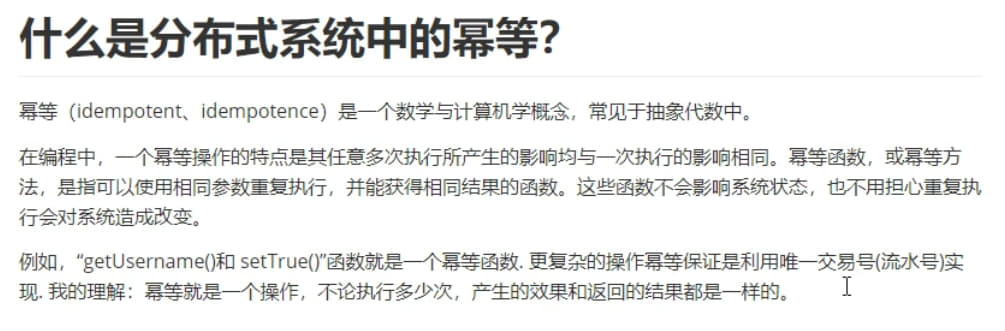 什么是分布式系统中的幂等？
幂等（idempotent、idempotence）是一个数学与计算机学概念，常见于抽象代数中。
在编程中，一个幂等操作的特点是其任意多次执行所产生的影响均与一次执行的影响相同。幂等函数，或幂等方
法，是指可以使用相同参数重复执行，并能获得相同结果的函数。这些函数不会影响系统状态，也不用担心重复执
行会对系统造成改变。
例如，“getUsername()和 setTrue()”函数就是一个幂等函数. 更复杂的操作幂等保证是利用唯一交易号(流水号)实
现. 我的理解：幂等就是一个操作，不论执行多少次，产生的效果和返回的结果都是一样的。